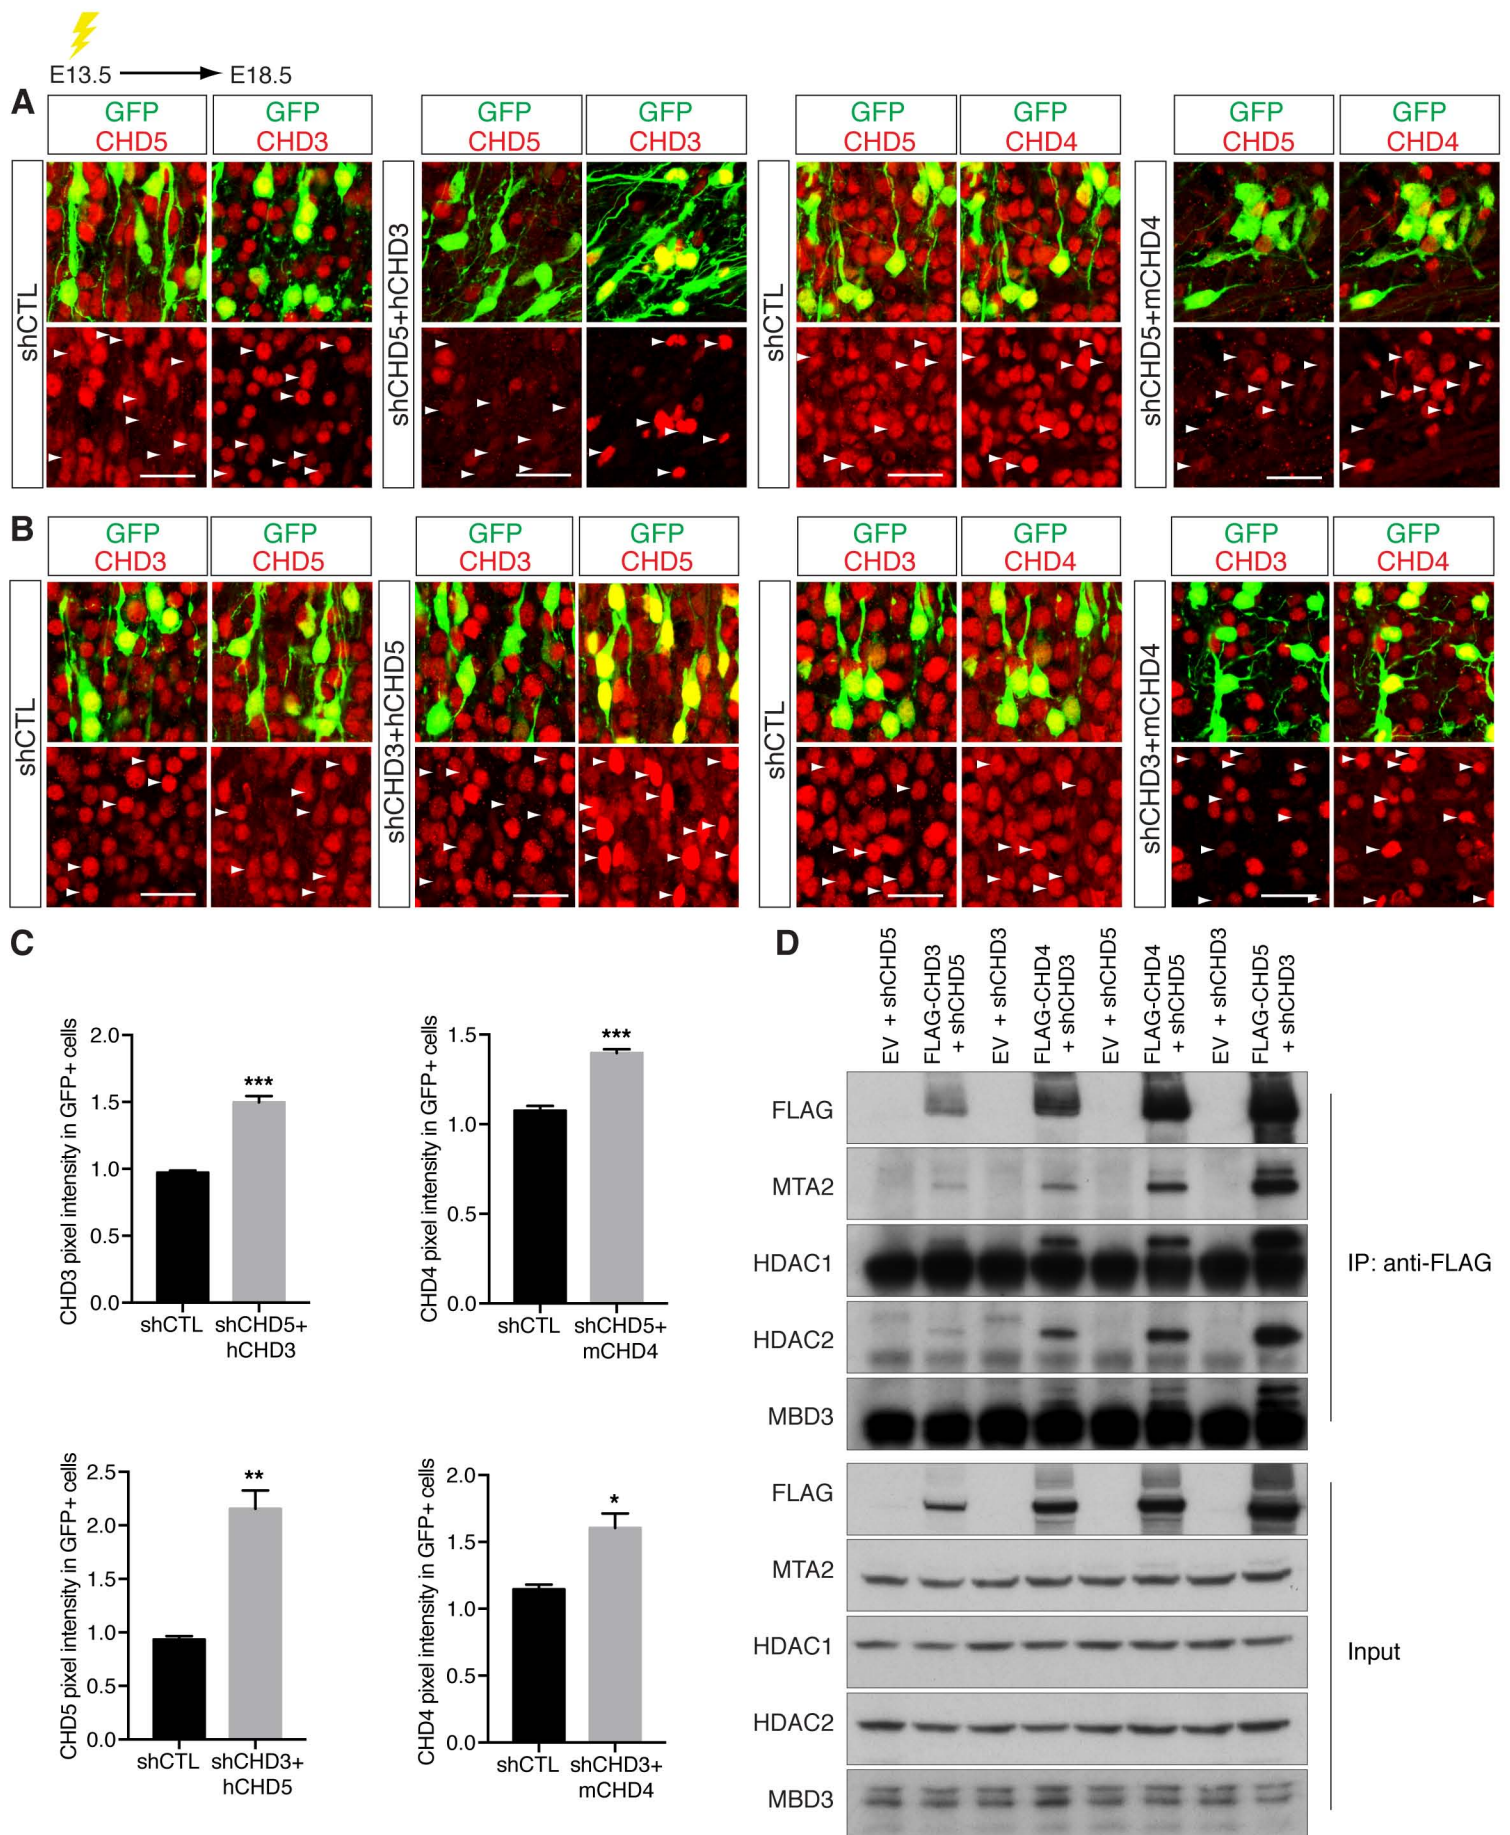 E13.5 E18.5
A
GFP GFP GFP GFP GFP GFP GFP GFP
CHD5 CHD3 CHD5 CHD3 CHD5 CHD4 CHD5 CHD4
shCTL
shCHD5+hCHD3
shCTL
shCHD5+mCHD4
B
GFP GFP GFP GFP GFP GFP GFP GFP
CHD3 CHD5 CHD3 CHD5 CHD3 CHD4 CHD3 CHD4
shCTL
shCHD3+hCHD5
shCTL
shCHD3+mCHD4
C
CHD3 pixel intensity in GFP+ cells
2.0
1.5
1.0
0.5
0.0
***
shCTL shCHD5+
hCHD3
CHD4 pixel intensity in GFP+ cells
1.5
1.0
0.5
0.0
***
shCTL shCHD5+
mCHD4
CHD5 pixel intensity in GFP+ cells
2.5
2.0
1.5
1.0
0.5
0.0
**
shCTL shCHD3+
hCHD5
CHD4 pixel intensity in GFP+ cells
2.0
1.5
1.0
0.5
0.0
*
shCTL shCHD3+
mCHD4
D
EV + shCHD5
FLAG-CHD3
+ shCHD5
EV + shCHD3
FLAG-CHD4
+ shCHD3
EV + shCHD5
FLAG-CHD4
+ shCHD5
EV + shCHD3
FLAG-CHD5
+ shCHD3
FLAG
MTA2
HDAC1
HDAC2
MBD3
IP: anti-FLAG
FLAG
MTA2
HDAC1
HDAC2
MBD3
Input